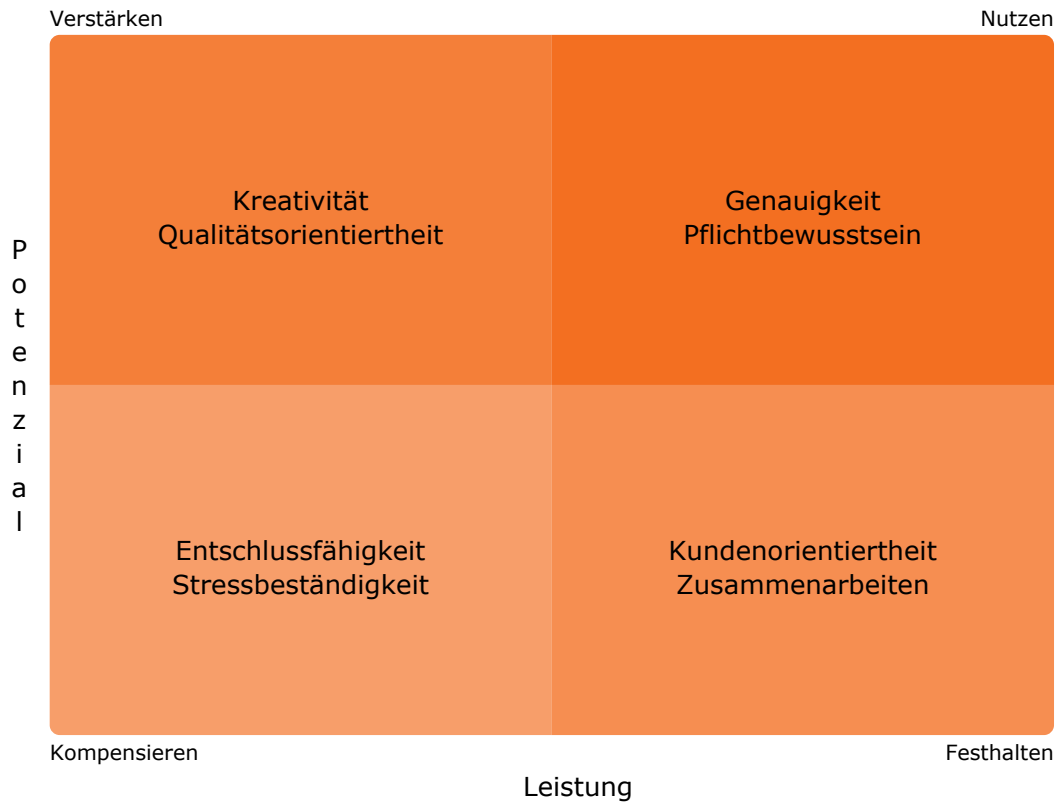 Verstärken
Nutzen
Kreativität
Qualitätsorientiertheit
Genauigkeit
Pflichtbewusstsein
Potenzial
Entschlussfähigkeit
Stressbeständigkeit
Kundenorientiertheit
Zusammenarbeiten
Kompensieren
Festhalten
Leistung